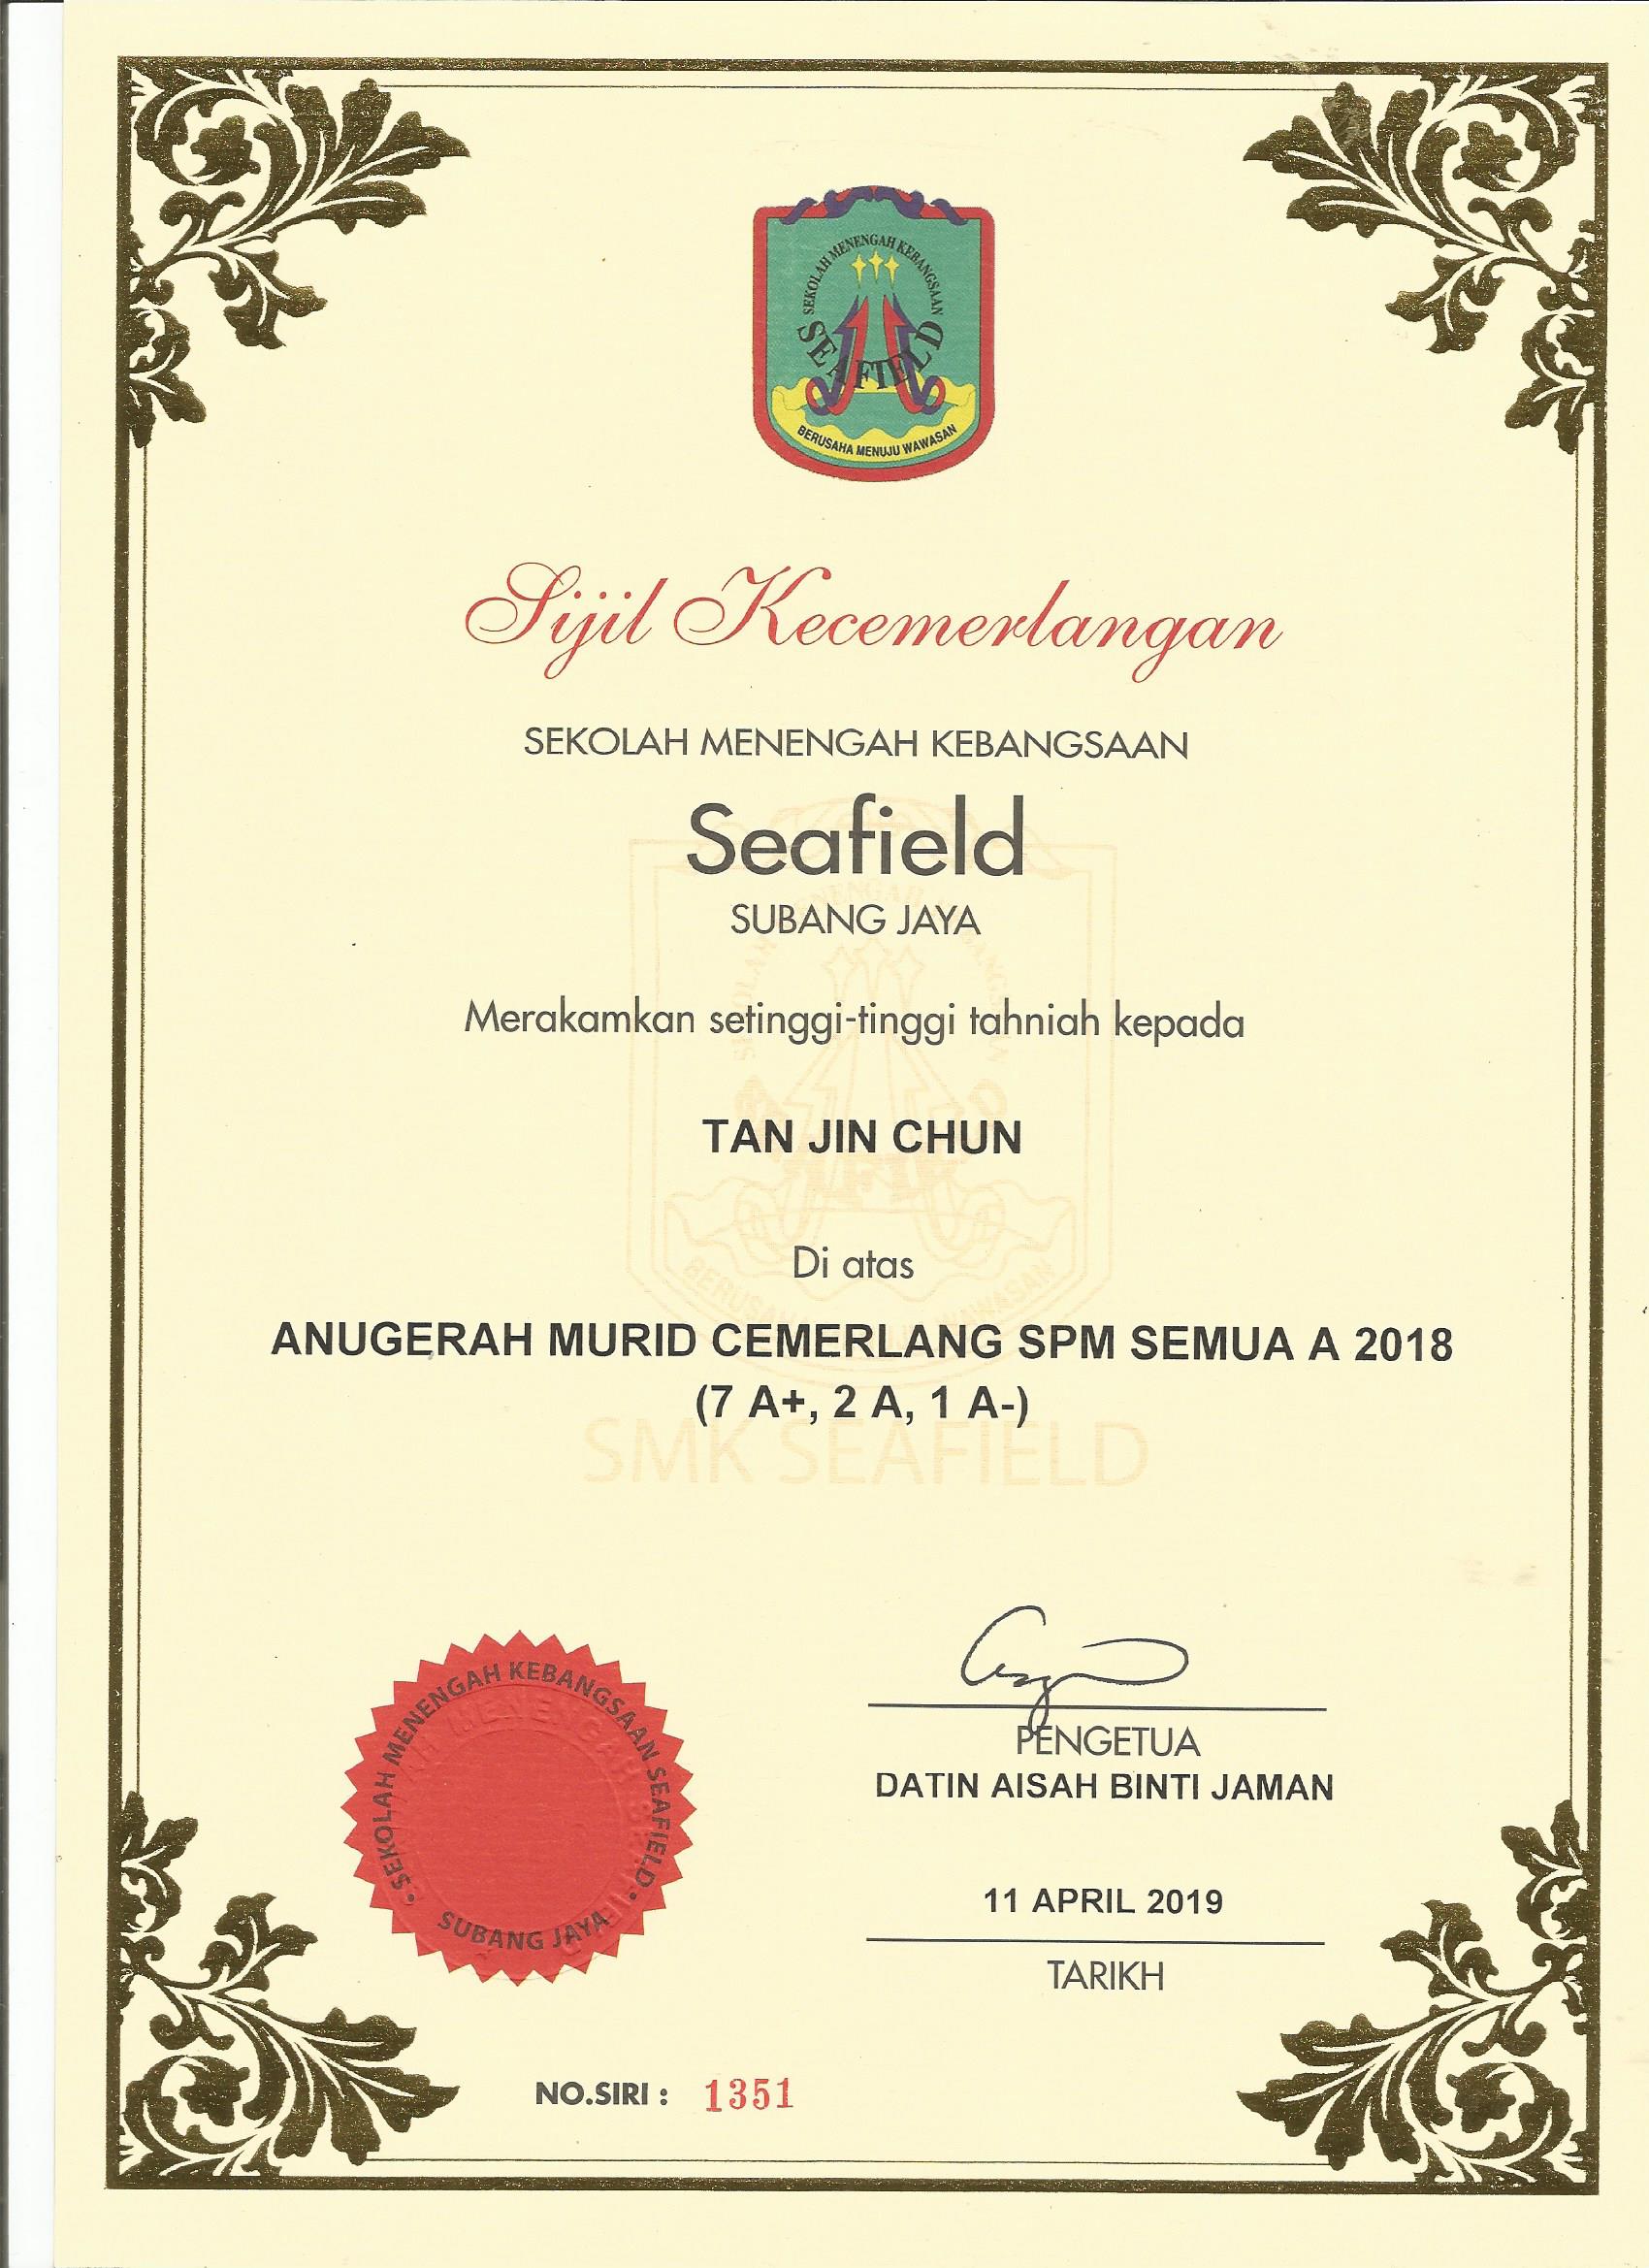 SEKOLAH MENENGAH KEBANGSAAN
SEAFIELD
BERUSAHA MENUJU WAWASAN
Sijil Kecemerlangan
SEKOLAH MENENGAH KEBANGSAAN
Seafield
SUBANG JAYA
Merakamkan setinggi-tinggi tahniah kepada
TAN JIN CHUN
Di atas
ANUGERAH MURID CEMERLANG SPM SEMUA A 2018
(7 A+, 2 A, 1 A-)
SMK SEAFIELD
PENGETUA
DATIN AISAH BINTI JAMAN
11 APRIL 2019
TARIKH
SEKOLAH MENENGAH KEBANGSAAN SEAFIELD
SUBANG JAYA
NO.SIRI : 1351